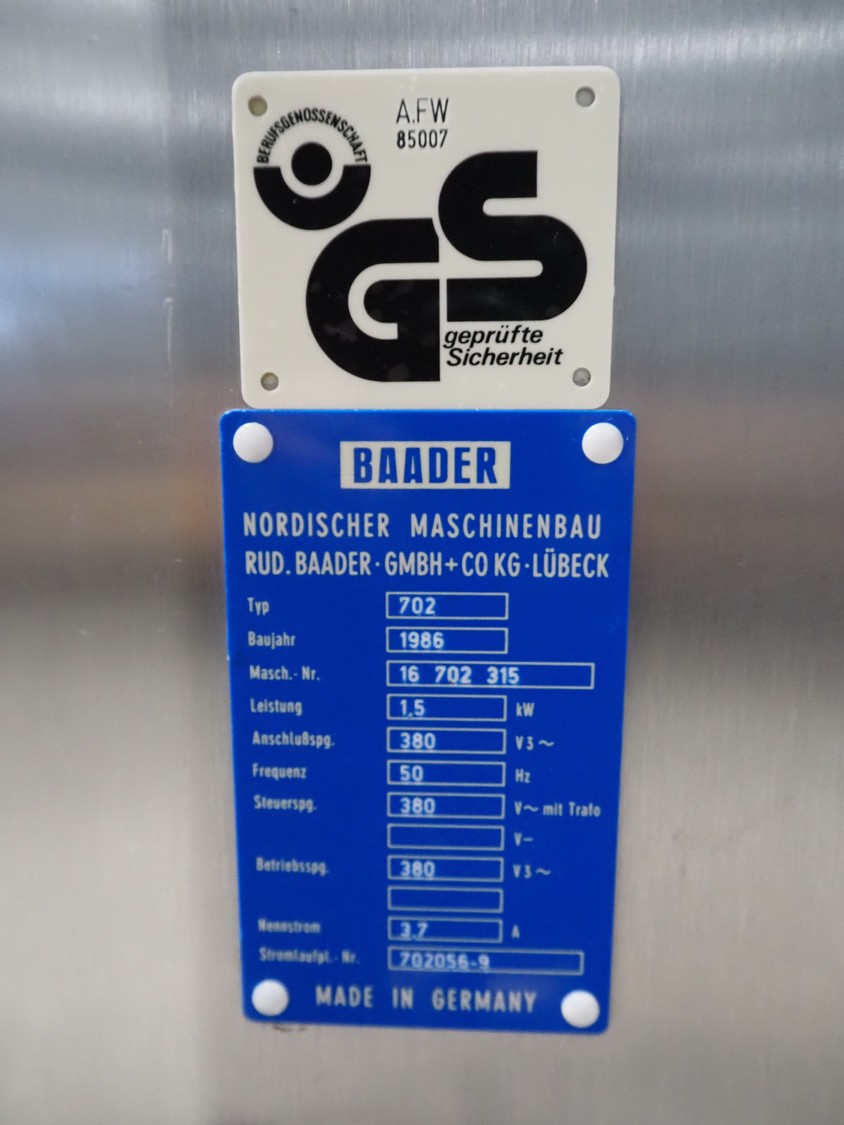 A.FW
85007
BERUFSGENOSSENSCHAFT
GS
geprüfte
Sicherheit
BAADER
NORDISCHER MASCHINENBAU
RUD. BAADER · GMBH + CO KG · LÜBECK
Typ 702
Baujahr 1986
Masch.-Nr. 16 702 315
Leistung 1,5 kW
Anschlußspg. 380 V 3 ~
Frequenz 50 Hz
Steuerspg. 380 V ~ mit Trafo
V–
Betriebsspg. 380 V 3 ~
Nennstrom 3,7 A
Stromlaufpl.-Nr. 702056-9
MADE IN GERMANY